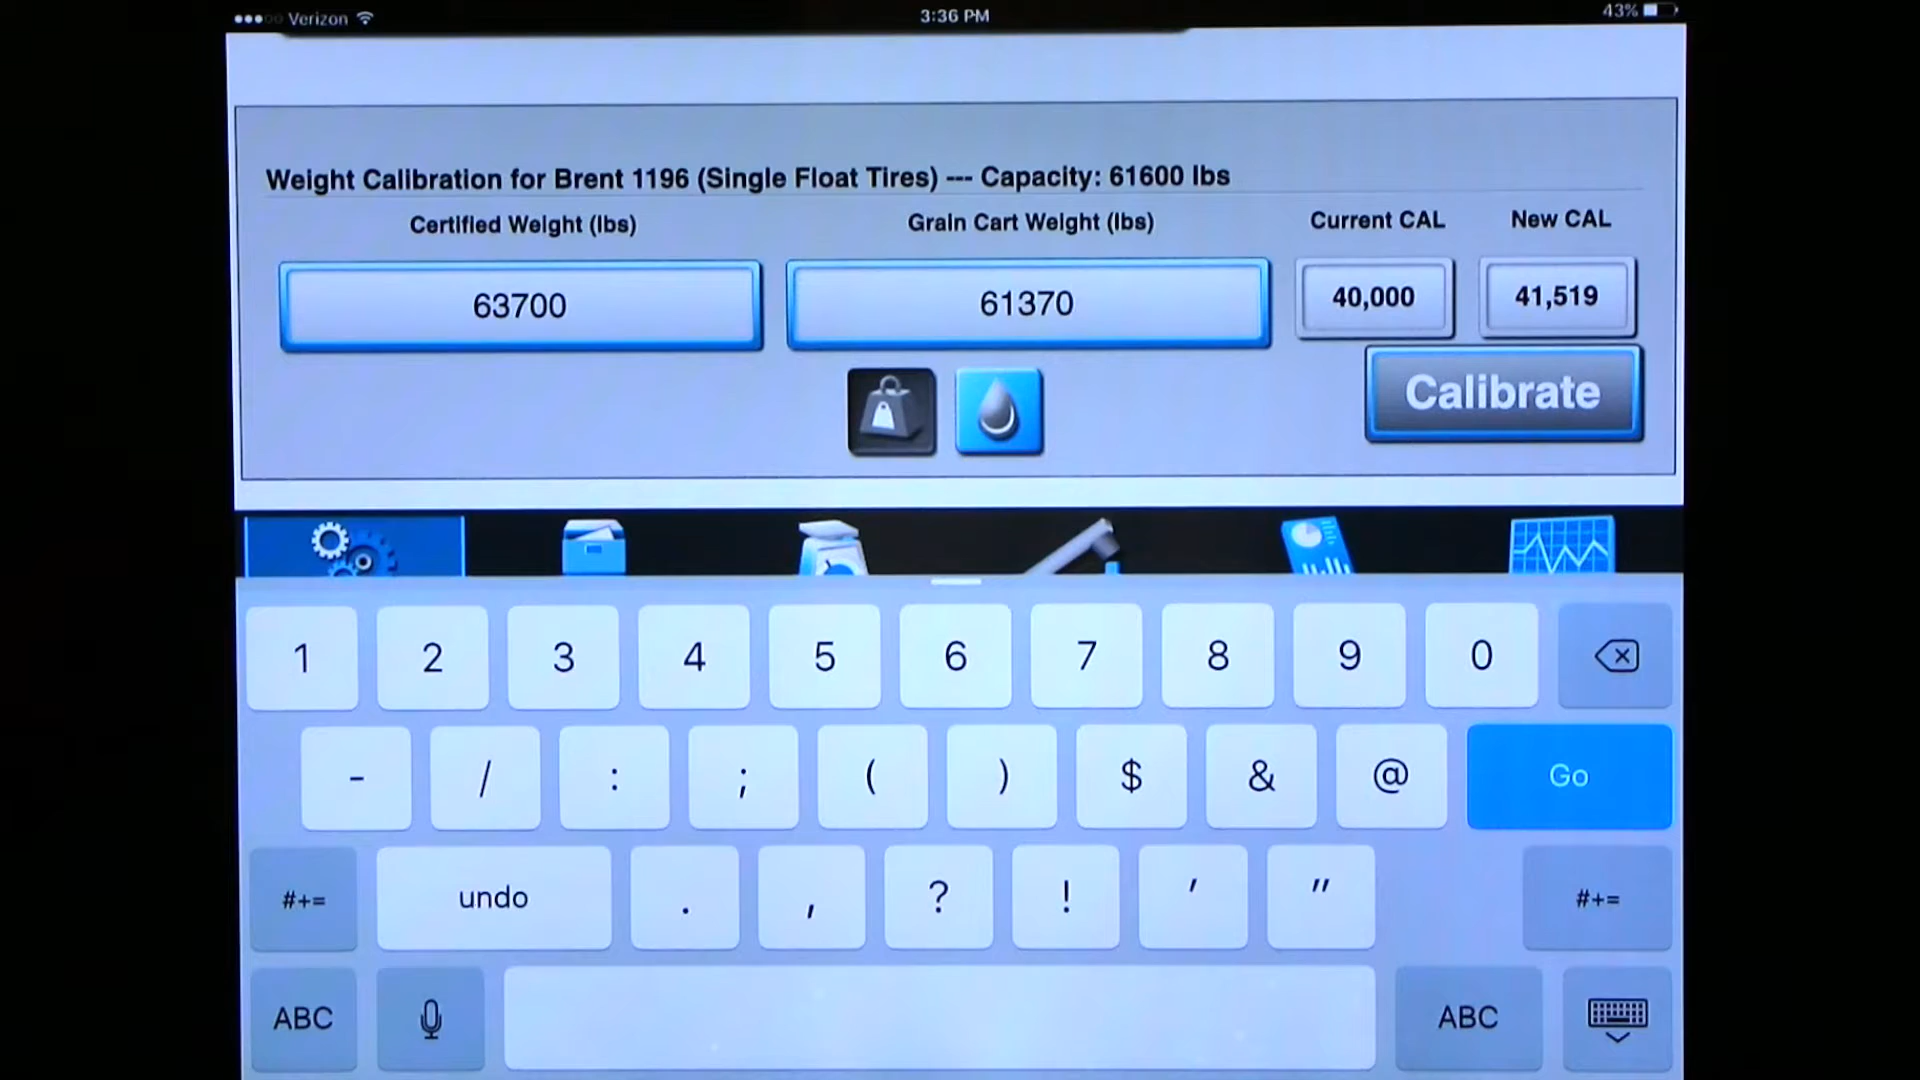 Verizon 3:36 PM 43%
Weight Calibration for Brent 1196 (Single Float Tires) --- Capacity: 61600 lbs
Certified Weight (lbs) Grain Cart Weight (lbs) Current CAL New CAL
63700 61370 40,000 41,519
Calibrate
1 2 3 4 5 6 7 8 9 0
- / : ; ( ) $ & @ Go
#+= undo . , ? ! ' " #+=
ABC ABC